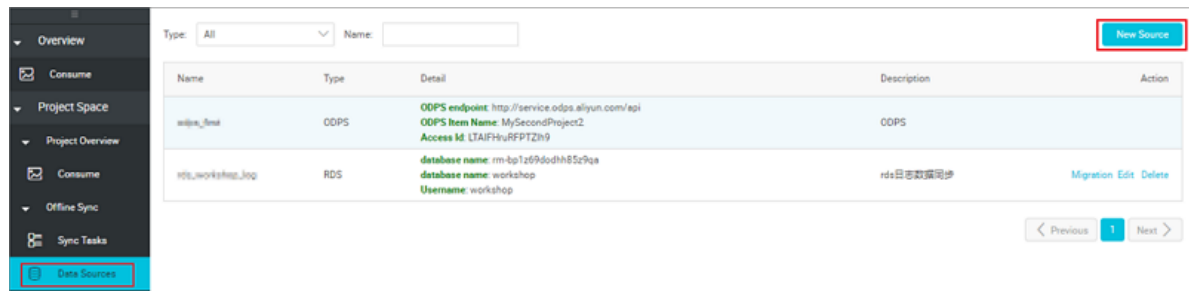 Overview
Consume
Project Space
Project Overview
Consume
Offline Sync
Sync Tasks
Data Sources
Type: All Name:
New Source
Name Type Detail Description Action
ODPS
ODPS endpoint: http://service.odps.aliyun.com/api
ODPS Item Name: MySecondProject2
Access Id: LTAIFHruRFPTZIh9
ODPS
rds_workshop_log RDS
database name: rm-bp1z69dodhh85z9qa
database name: workshop
Username: workshop
rds日志数据同步
Migration Edit Delete
Previous 1 Next